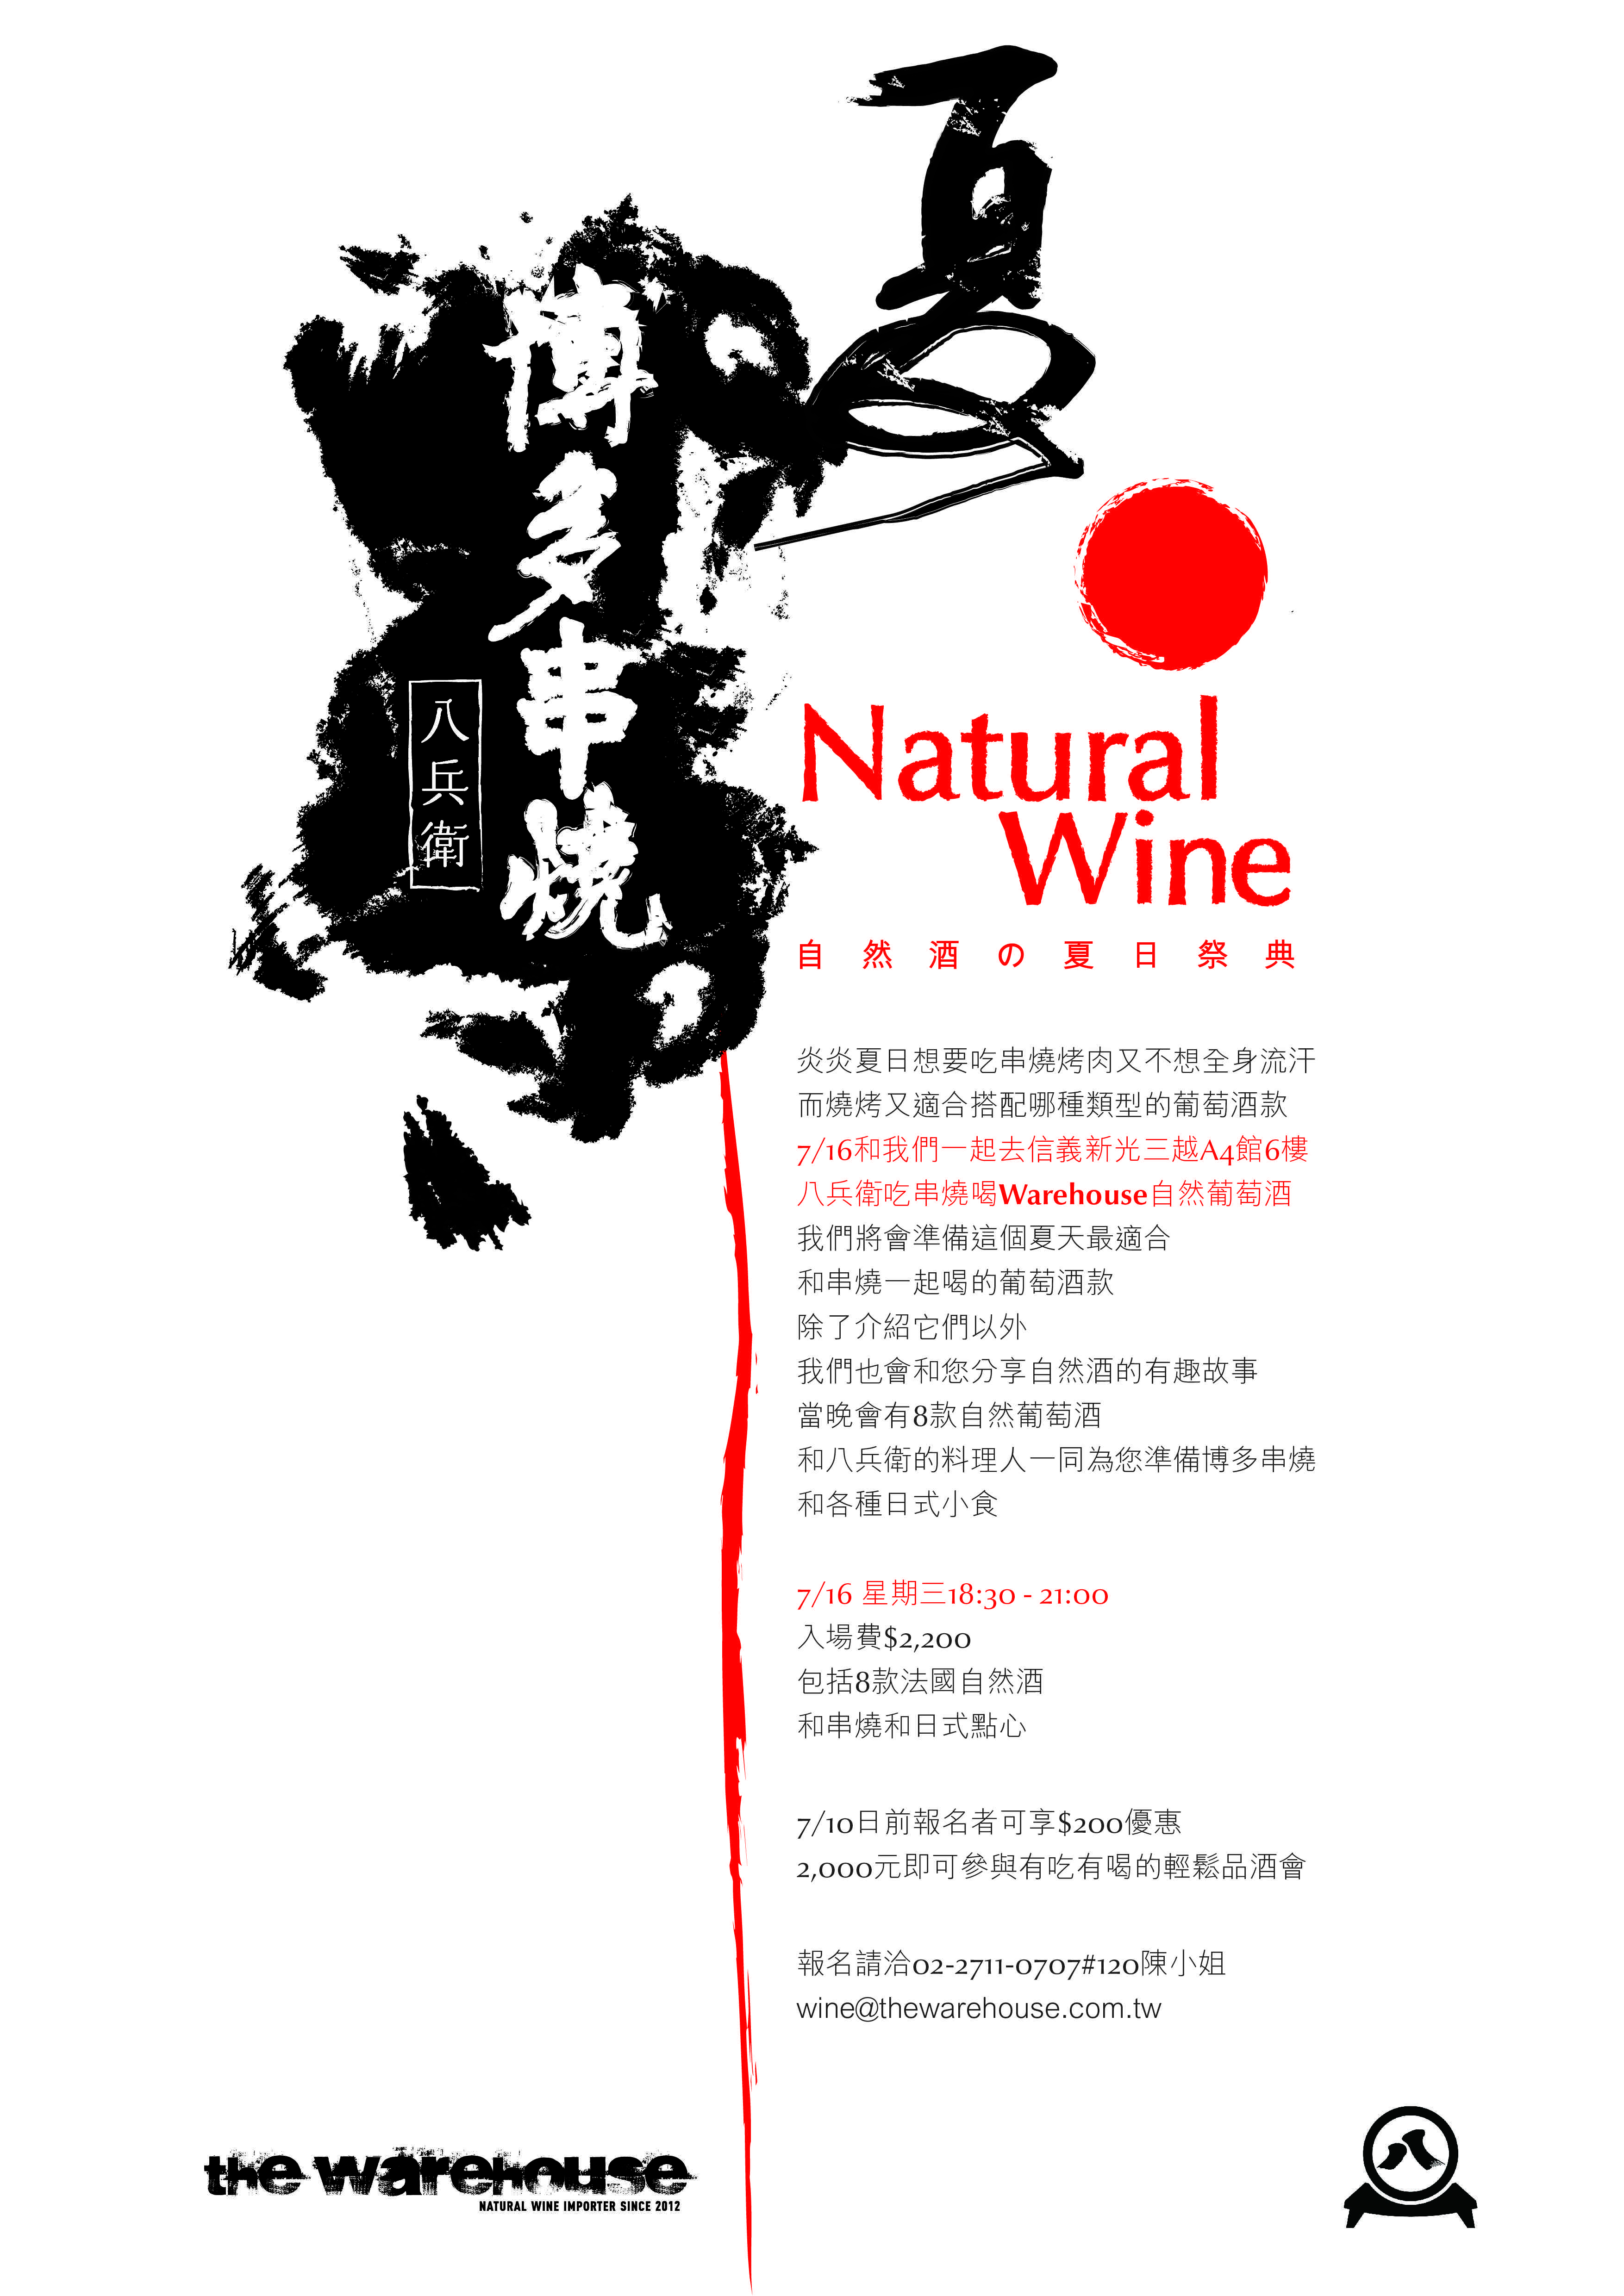 夏
博多串燒
八兵衛
Natural
Wine
自然酒の夏日祭典
炎炎夏日想要吃串燒烤肉又不想全身流汗
而燒烤又適合搭配哪種類型的葡萄酒款
7/16和我們一起去信義新光三越A4館6樓
八兵衛吃串燒喝Warehouse自然葡萄酒
我們將會準備這個夏天最適合
和串燒一起喝的葡萄酒款
除了介紹它們以外
我們也會和您分享自然酒的有趣故事
當晚會有8款自然葡萄酒
和八兵衛的料理人一同為您準備博多串燒
和各種日式小食
7/16 星期三18:30 - 21:00
入場費$2,200
包括8款法國自然酒
和串燒和日式點心
7/10日前報名者可享$200優惠
2,000元即可參與有吃有喝的輕鬆品酒會
報名請洽02-2711-0707#120陳小姐
wine@thewarehouse.com.tw
the warehouse
NATURAL WINE IMPORTER SINCE 2012
八